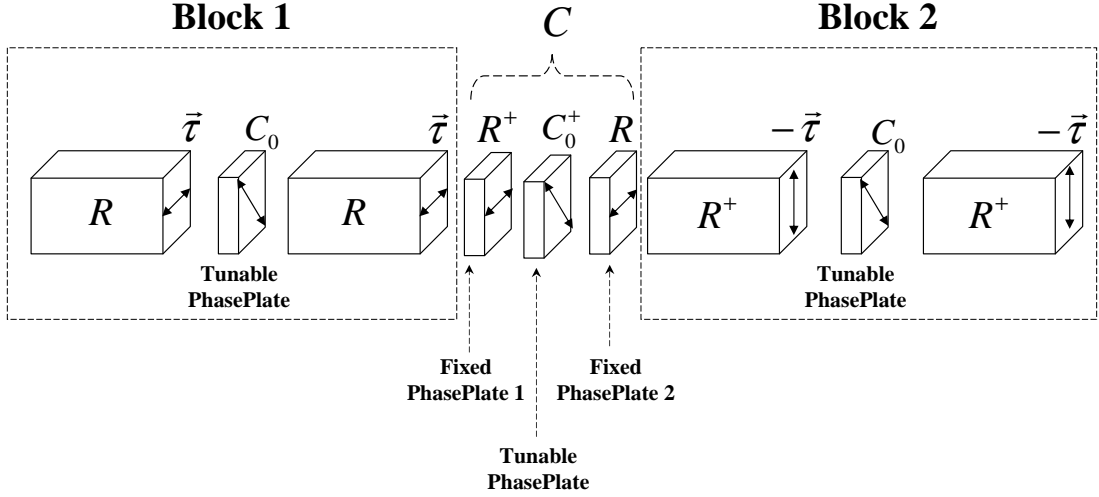 Block 1
C
Block 2
τ⃗
C₀
τ⃗
R⁺
C₀⁺
R
−τ⃗
C₀
−τ⃗
R
R
R⁺
R⁺
Tunable
PhasePlate
Tunable
PhasePlate
Fixed
PhasePlate 1
Fixed
PhasePlate 2
Tunable
PhasePlate